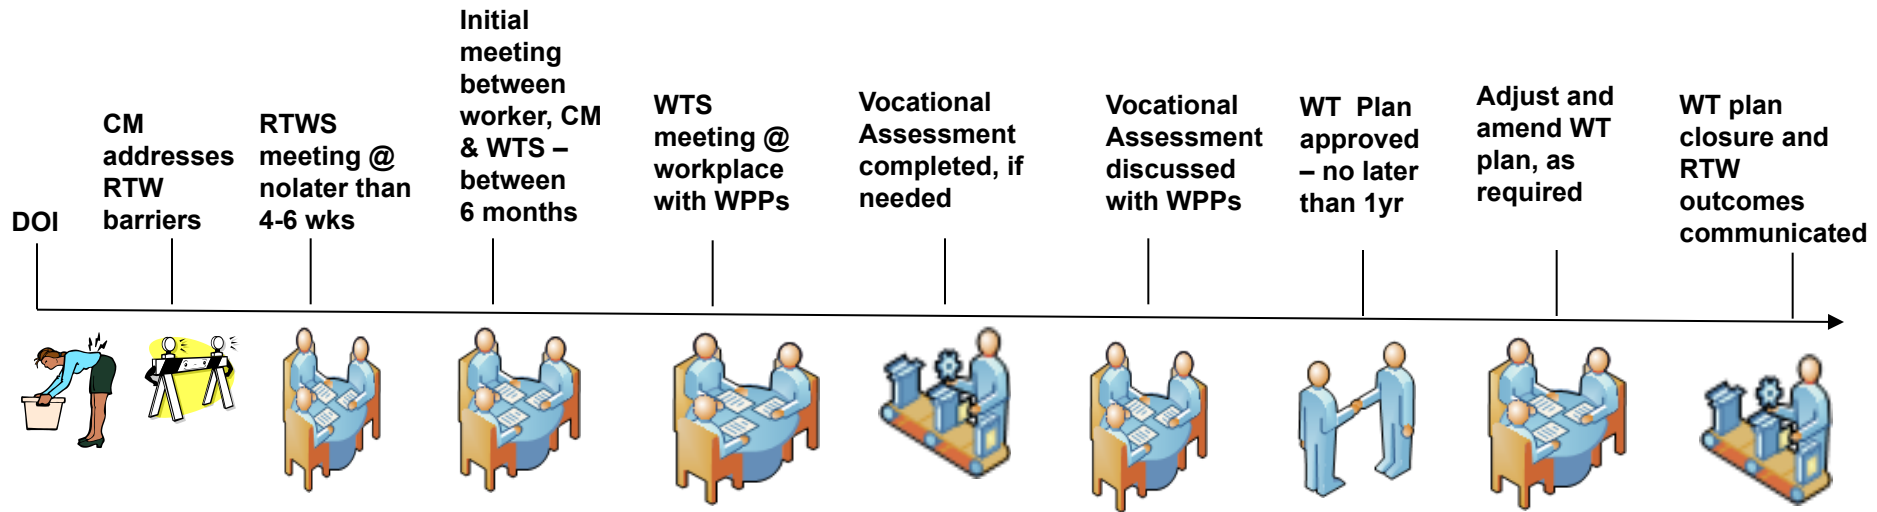 DOI
CM
addresses
RTW
barriers
RTWS
meeting @
nolater than
4-6 wks
Initial
meeting
between
worker, CM
& WTS –
between
6 months
WTS
meeting @
workplace
with WPPs
Vocational
Assessment
completed, if
needed
Vocational
Assessment
discussed
with WPPs
WT  Plan
approved
– no later
than 1yr
Adjust and
amend WT
plan, as
required
WT plan
closure and
RTW
outcomes
communicated